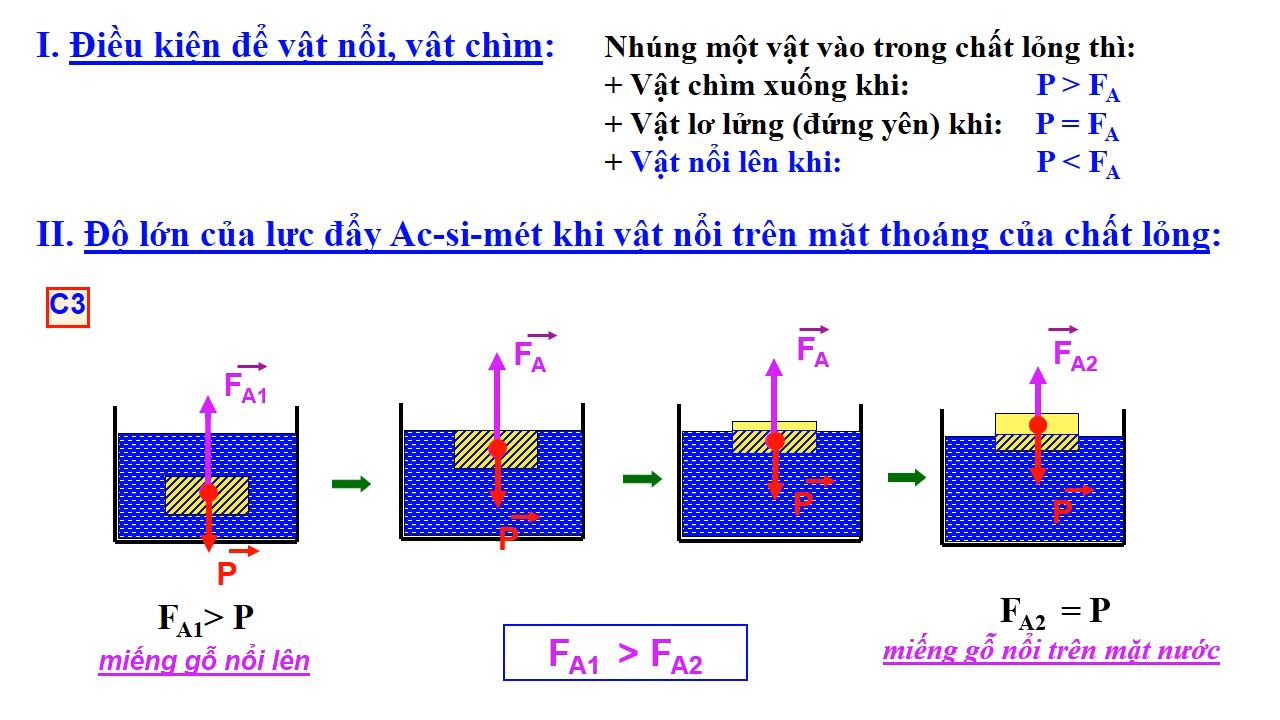 I. Điều kiện để vật nổi, vật chìm:
Nhúng một vật vào trong chất lỏng thì:
+ Vật chìm xuống khi: P > FA
+ Vật lơ lửng (đứng yên) khi: P = FA
+ Vật nổi lên khi: P < FA
II. Độ lớn của lực đẩy Ac-si-mét khi vật nổi trên mặt thoáng của chất lỏng:
C3
FA1
P
FA
P
FA
P
FA2
P
FA1> P
miếng gỗ nổi lên
FA1 > FA2
FA2 = P
miếng gỗ nổi trên mặt nước